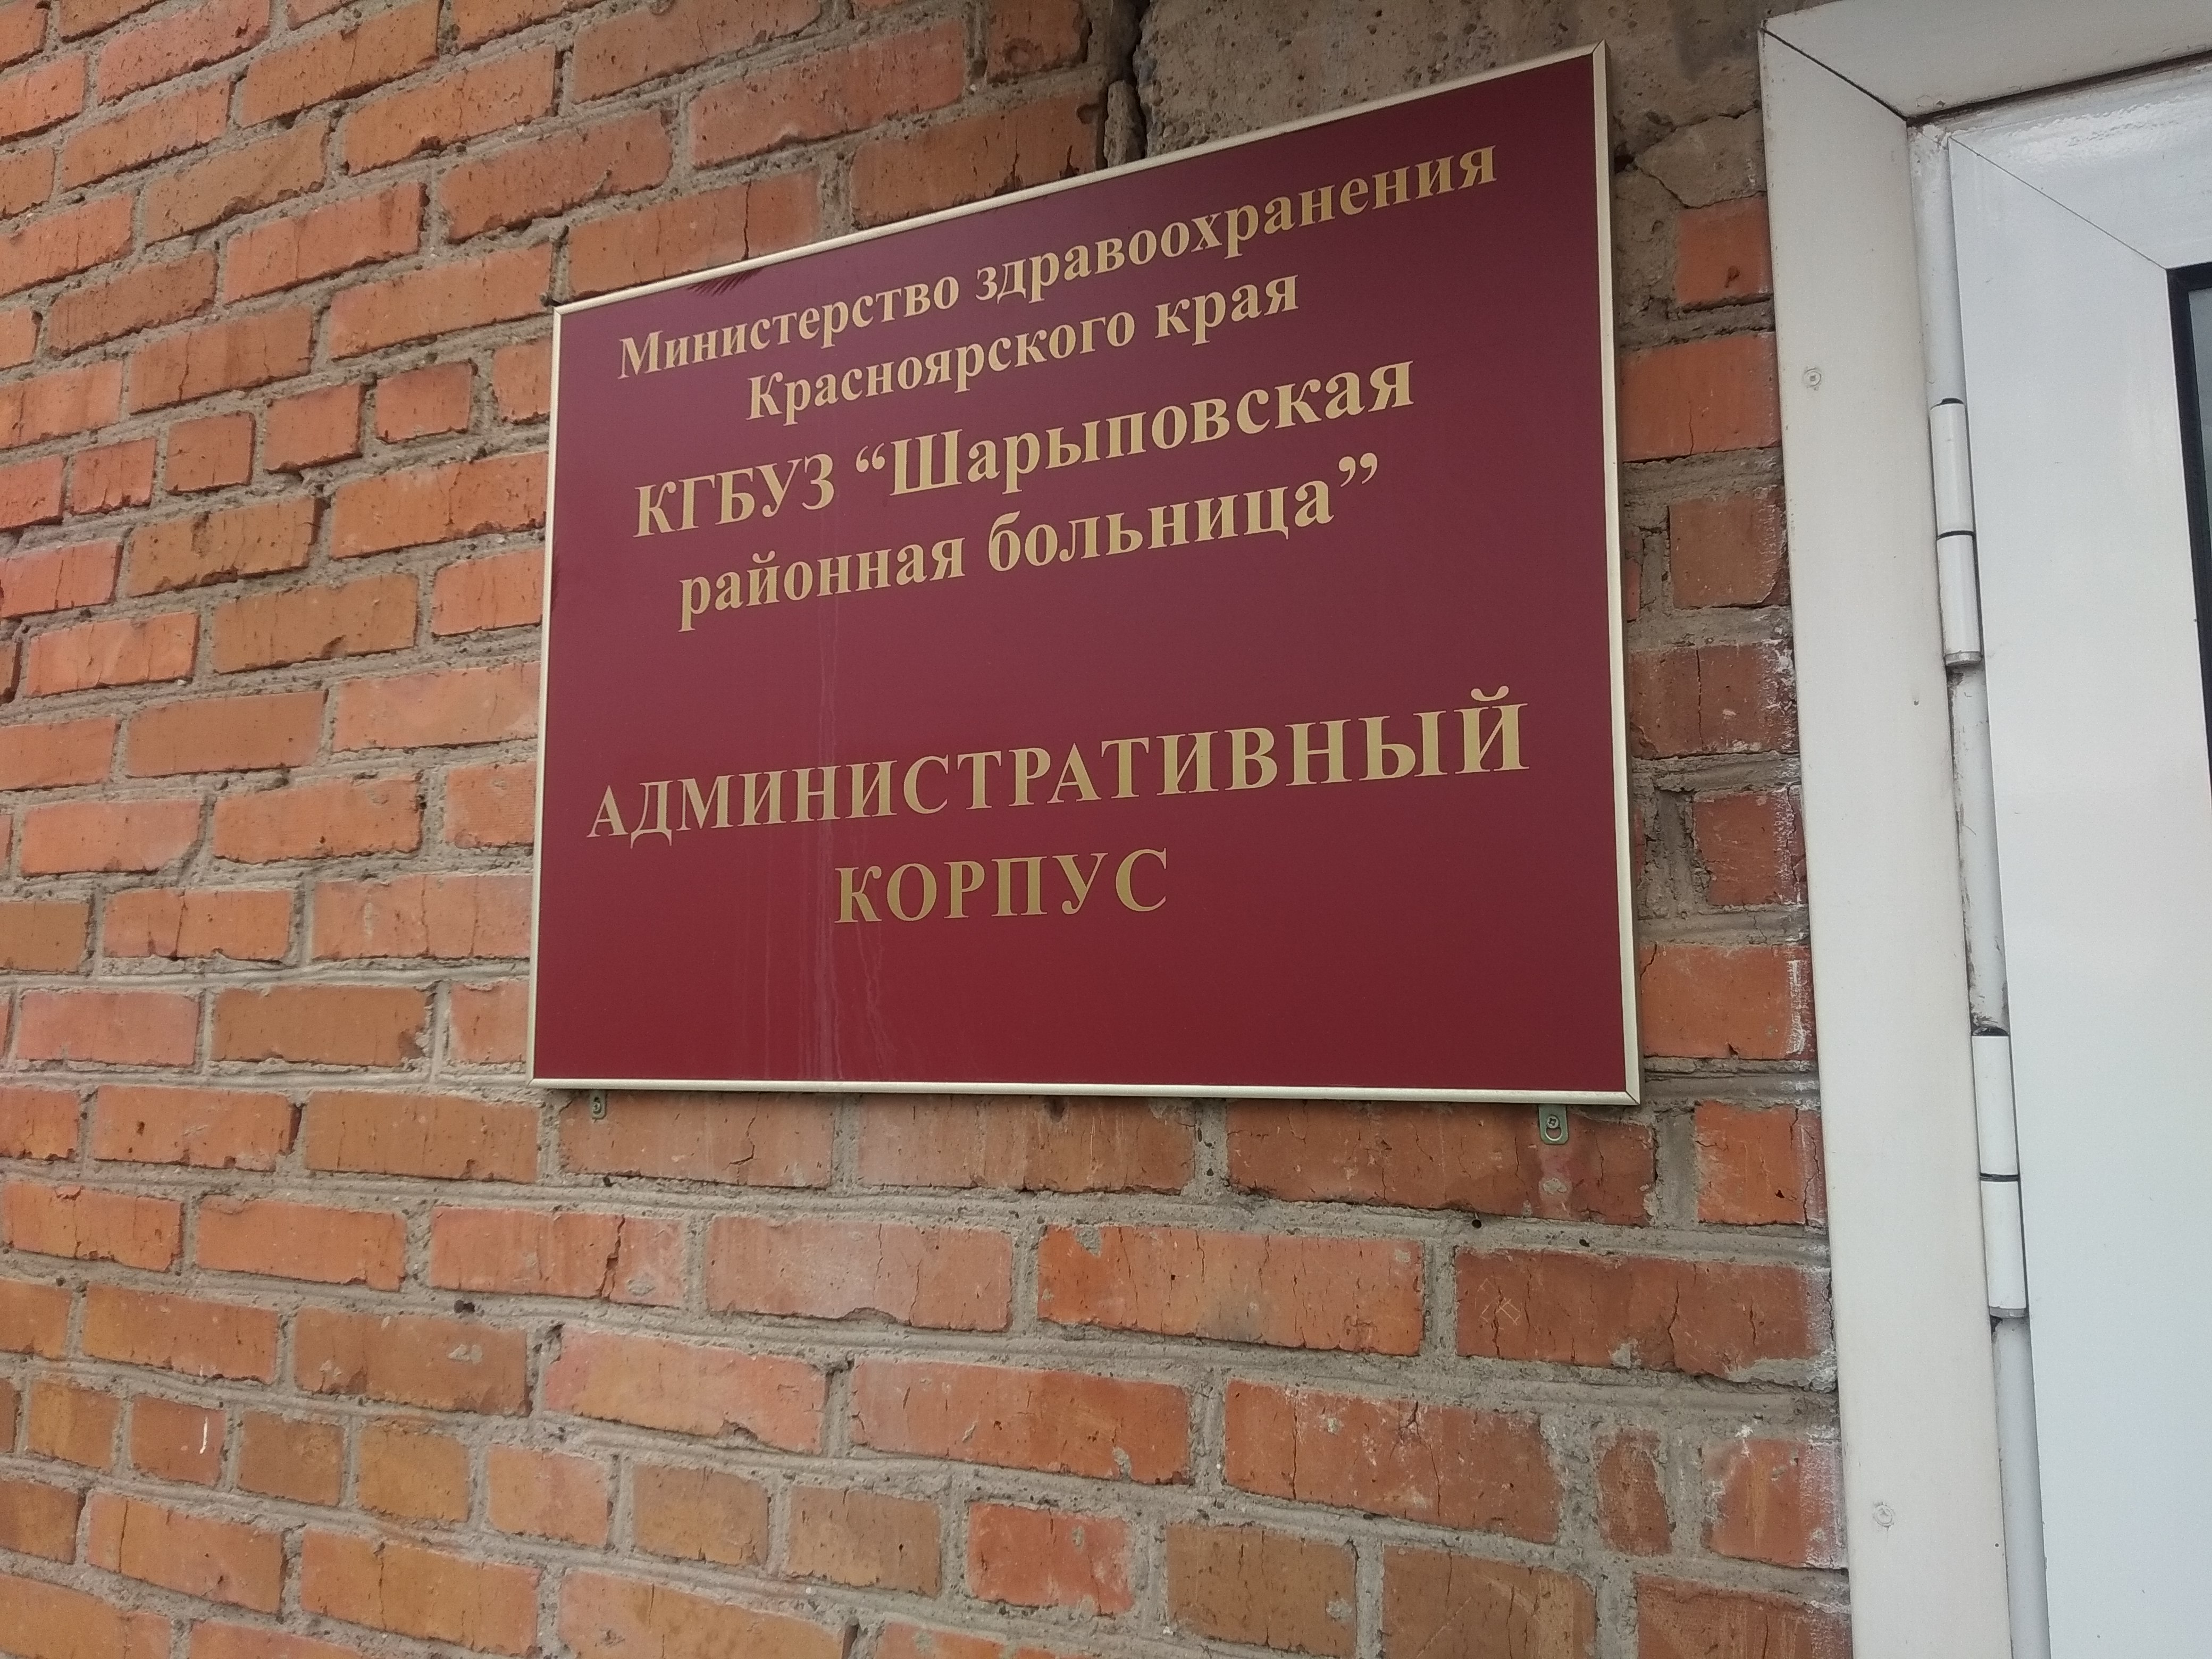 Министерство здравоохранения
Красноярского края
КГБУЗ “Шарыповская
районная больница”
АДМИНИСТРАТИВНЫЙ
КОРПУС